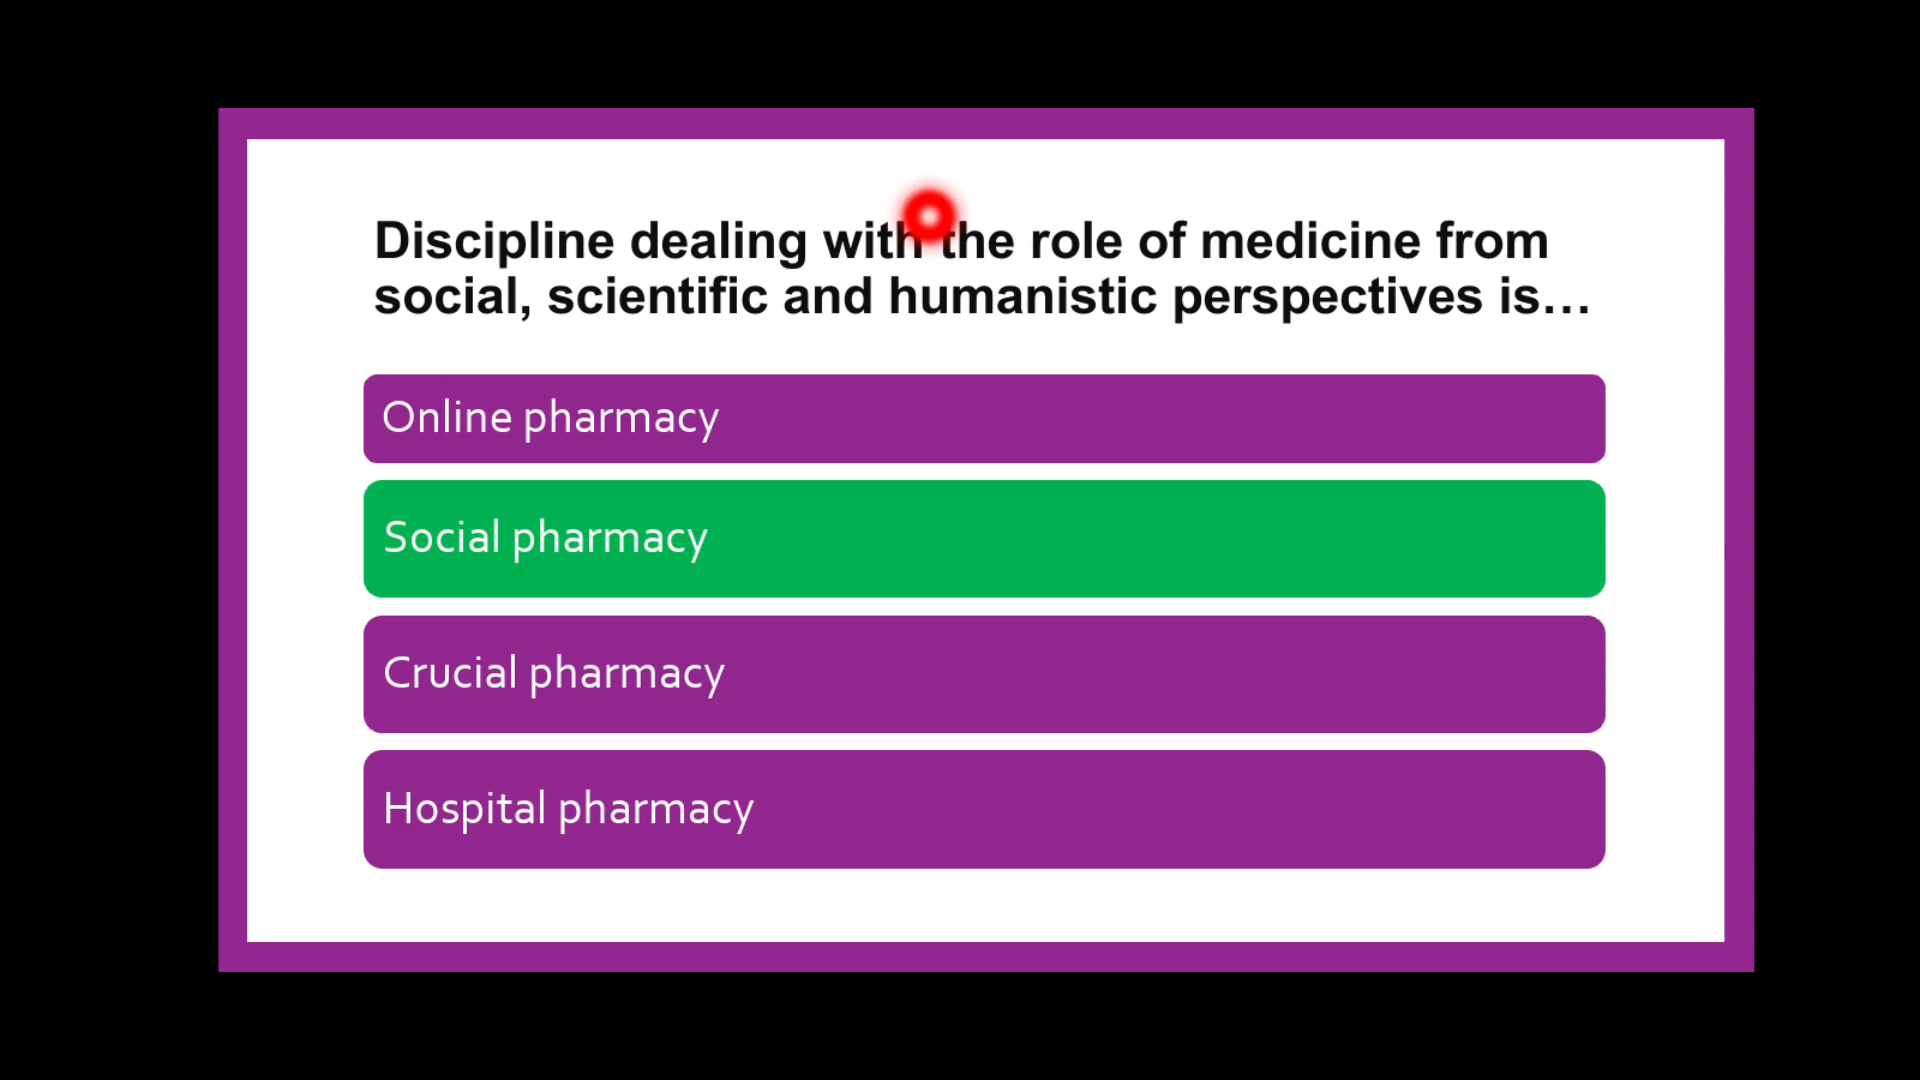 Discipline dealing with the role of medicine from
social, scientific and humanistic perspectives is…
Online pharmacy
Social pharmacy
Crucial pharmacy
Hospital pharmacy